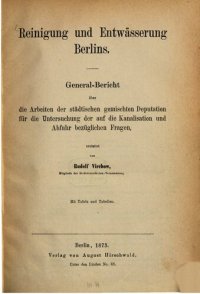 Reinigung und Entwässerung
Berlins.
General-Bericht
über
die Arbeiten der städtischen gemischten Deputation
für die Untersuchung der auf die Kanalisation und
Abfuhr bezüglichen Fragen,
erstattet
von
Rudolf Virchow,
Mitglied der Stadtverordneten-Versammlung.
Mit Tafeln und Tabellen.
Berlin, 1873.
Verlag von August Hirschwald.
Unter den Linden No. 68.